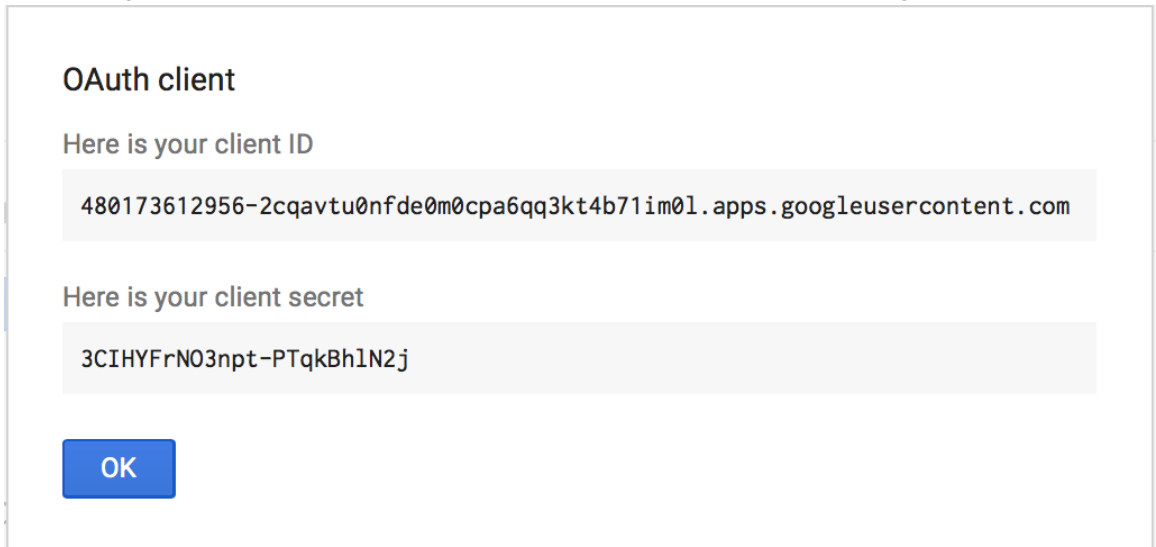 OAuth client
Here is your client ID
480173612956-2cqavtu0nfde0m0cpa6qq3kt4b71im0l.apps.googleusercontent.com
Here is your client secret
3CIHYFrNO3npt-PTqkBhlN2j
OK